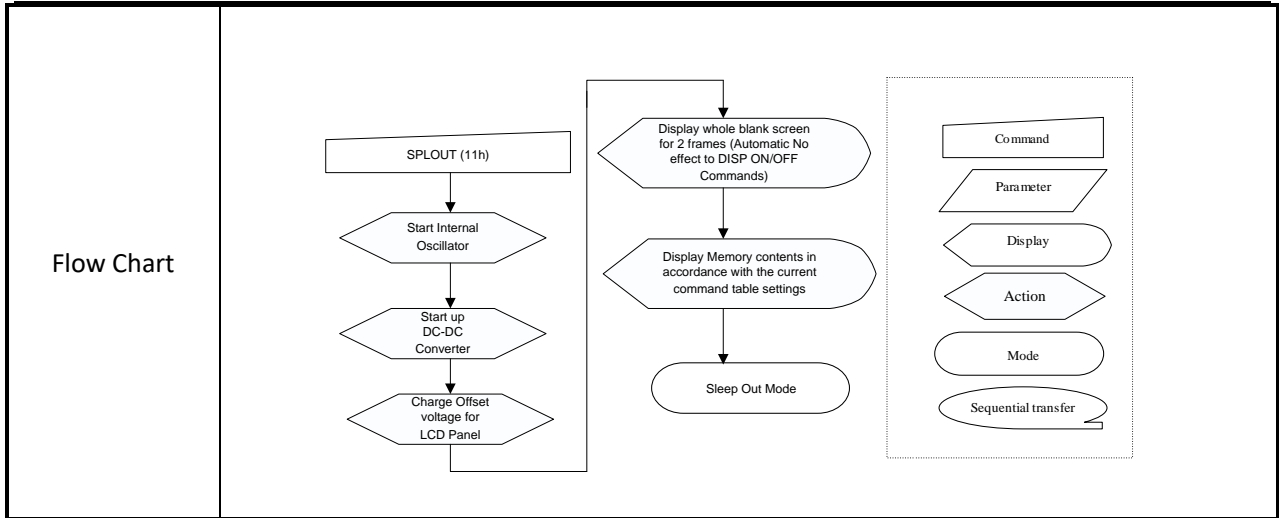 Flow Chart
SPLOUT (11h)
Start Internal
Oscillator
Start up
DC-DC
Converter
Charge Offset
voltage for
LCD Panel
Display whole blank screen
for 2 frames (Automatic No
effect to DISP ON/OFF
Commands)
Display Memory contents in
accordance with the current
command table settings
Sleep Out Mode
Command
Parameter
Display
Action
Mode
Sequential transfer